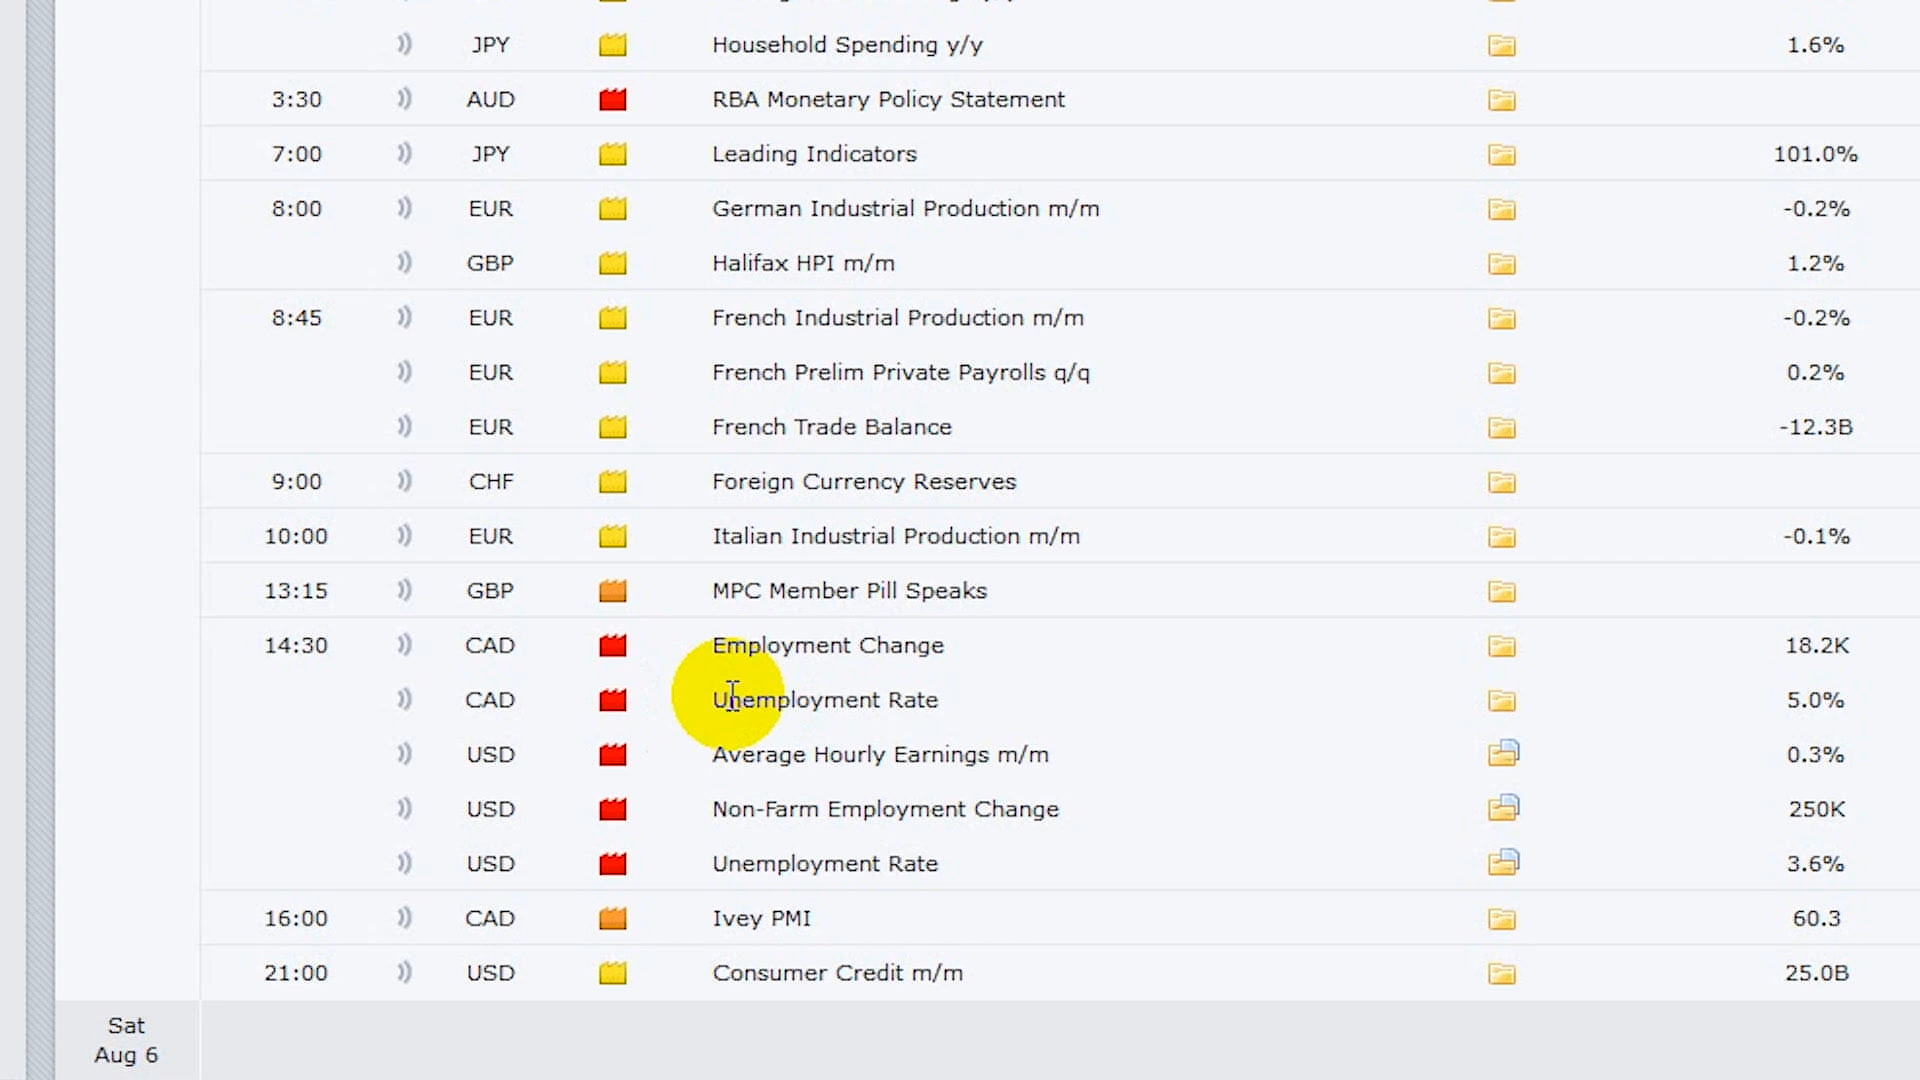 JPY Household Spending y/y 1.6%
3:30 AUD RBA Monetary Policy Statement
7:00 JPY Leading Indicators 101.0%
8:00 EUR German Industrial Production m/m -0.2%
GBP Halifax HPI m/m 1.2%
8:45 EUR French Industrial Production m/m -0.2%
EUR French Prelim Private Payrolls q/q 0.2%
EUR French Trade Balance -12.3B
9:00 CHF Foreign Currency Reserves
10:00 EUR Italian Industrial Production m/m -0.1%
13:15 GBP MPC Member Pill Speaks
14:30 CAD Employment Change 18.2K
CAD Unemployment Rate 5.0%
USD Average Hourly Earnings m/m 0.3%
USD Non-Farm Employment Change 250K
USD Unemployment Rate 3.6%
16:00 CAD Ivey PMI 60.3
21:00 USD Consumer Credit m/m 25.0B
Sat
Aug 6